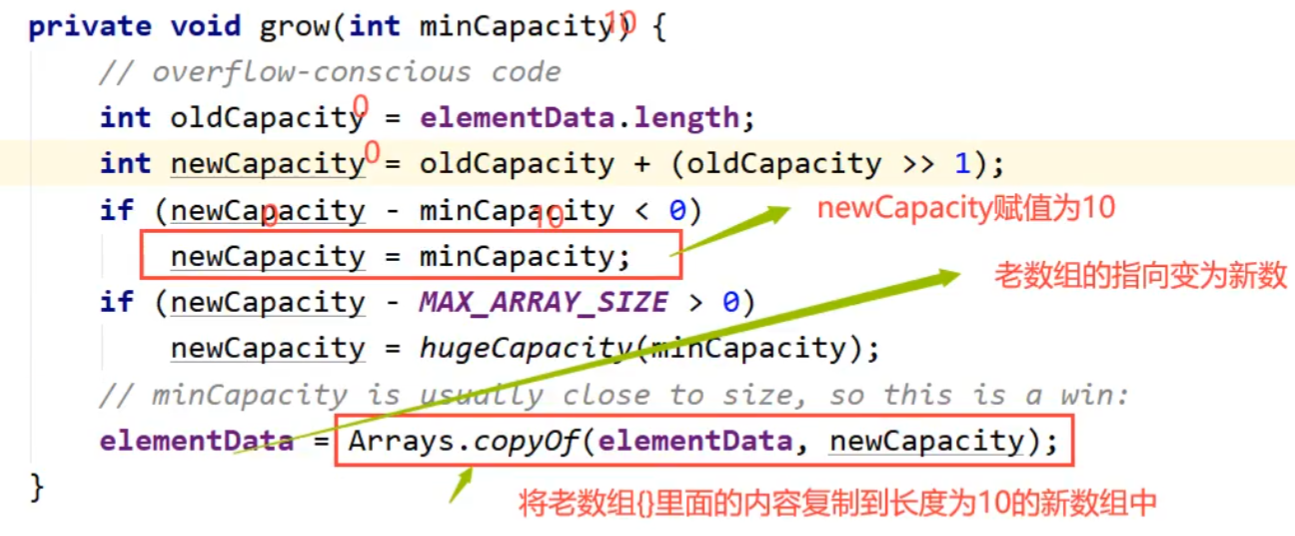 private void grow(int minCapacity) { 10
// overflow-conscious code
int oldCapacity = elementData.length; 0
int newCapacity = oldCapacity + (oldCapacity >> 1); 0
if (newCapacity - minCapacity < 0) 0 10
newCapacity赋值为10
newCapacity = minCapacity;
老数组的指向变为新数
if (newCapacity - MAX_ARRAY_SIZE > 0)
newCapacity = hugeCapacity(minCapacity);
// minCapacity is usually close to size, so this is a win:
elementData = Arrays.copyOf(elementData, newCapacity);
}
将老数组{}里面的内容复制到长度为10的新数组中